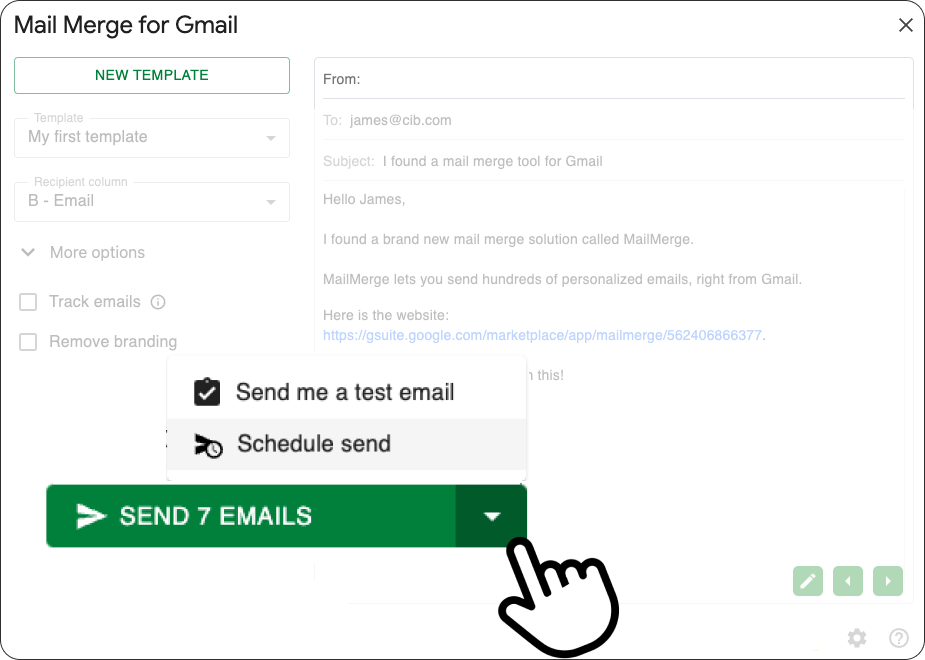 Mail Merge for Gmail
NEW TEMPLATE
Template
My first template
Recipient column
B - Email
More options
Track emails
Remove branding
From:
To: james@cib.com
Subject: I found a mail merge tool for Gmail
Hello James,
I found a brand new mail merge solution called MailMerge.
MailMerge lets you send hundreds of personalized emails, right from Gmail.
Here is the website:
https://gsuite.google.com/marketplace/app/mailmerge/562406866377.
this!
Send me a test email
Schedule send
SEND 7 EMAILS